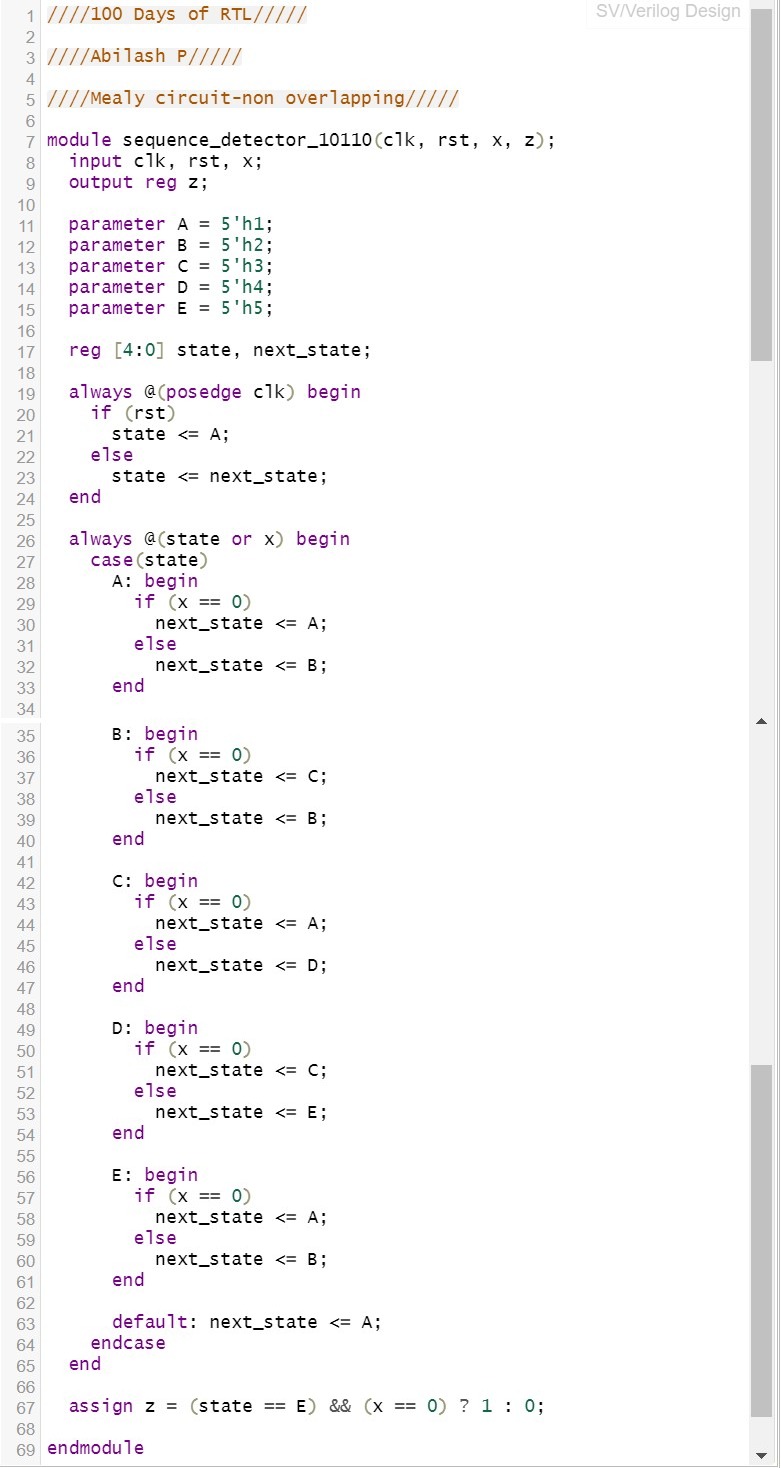 SV/Verilog Design
1 ////100 Days of RTL/////
2
3 ////Abilash P/////
4
5 ////Mealy circuit-non overlapping/////
6
7 module sequence_detector_10110(clk, rst, x, z);
8   input clk, rst, x;
9   output reg z;
10
11   parameter A = 5'h1;
12   parameter B = 5'h2;
13   parameter C = 5'h3;
14   parameter D = 5'h4;
15   parameter E = 5'h5;
16
17   reg [4:0] state, next_state;
18
19   always @(posedge clk) begin
20     if (rst)
21       state <= A;
22     else
23       state <= next_state;
24   end
25
26   always @(state or x) begin
27     case(state)
28       A: begin
29         if (x == 0)
30           next_state <= A;
31         else
32           next_state <= B;
33       end
34
35       B: begin
36         if (x == 0)
37           next_state <= C;
38         else
39           next_state <= B;
40       end
41
42       C: begin
43         if (x == 0)
44           next_state <= A;
45         else
46           next_state <= D;
47       end
48
49       D: begin
50         if (x == 0)
51           next_state <= C;
52         else
53           next_state <= E;
54       end
55
56       E: begin
57         if (x == 0)
58           next_state <= A;
59         else
60           next_state <= B;
61       end
62
63       default: next_state <= A;
64     endcase
65   end
66
67   assign z = (state == E) && (x == 0) ? 1 : 0;
68
69 endmodule